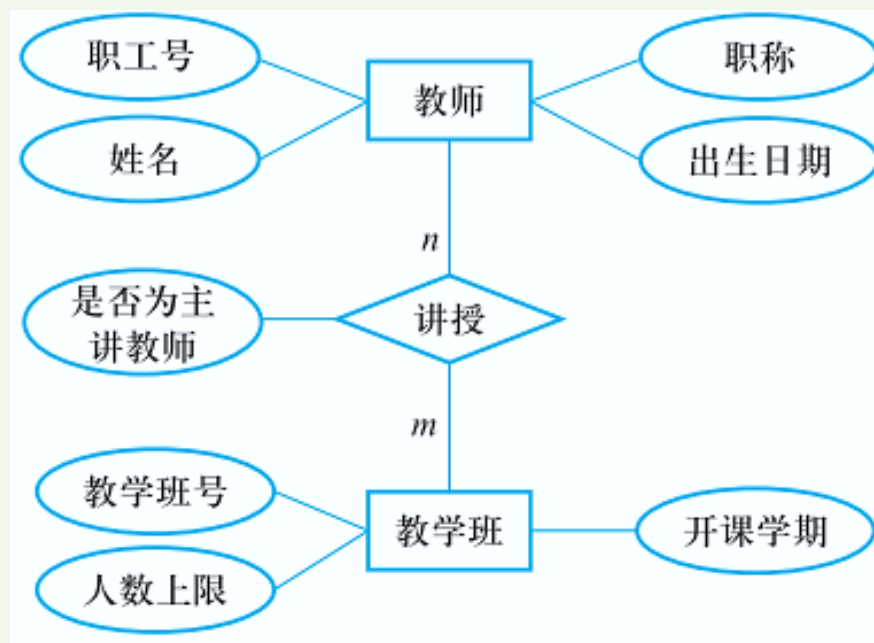 职工号
教师
职称
姓名
出生日期
n
是否为主
讲教师
讲授
m
教学班号
教学班
开课学期
人数上限